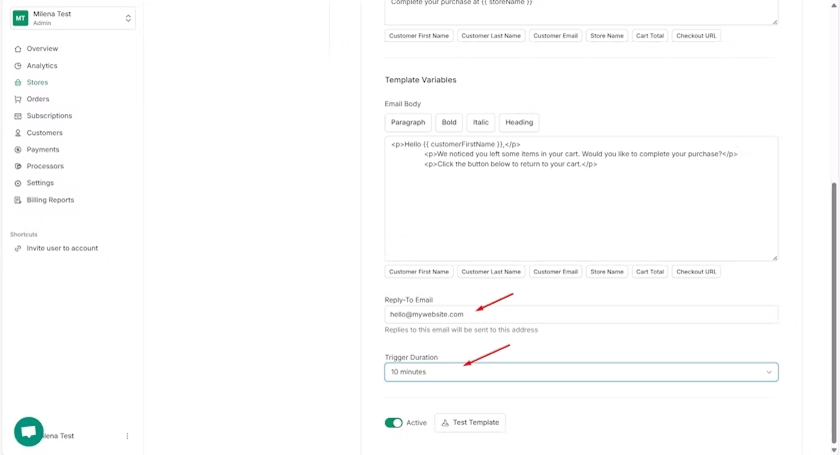 MT
Milena Test
Admin
Overview
Analytics
Stores
Orders
Subscriptions
Customers
Payments
Processors
Settings
Billing Reports
Shortcuts
Invite user to account
Milena Test
Complete your purchase at {{ storeName }}
Customer First Name Customer Last Name Customer Email Store Name Cart Total Checkout URL
Template Variables
Email Body
Paragraph Bold Italic Heading
<p>Hello {{ customerFirstName }},</p>
<p>We noticed you left some items in your cart. Would you like to complete your purchase?</p>
<p>Click the button below to return to your cart.</p>
Customer First Name Customer Last Name Customer Email Store Name Cart Total Checkout URL
Reply-To Email
hello@mywebsite.com
Replies to this email will be sent to this address
Trigger Duration
10 minutes
Active Test Template